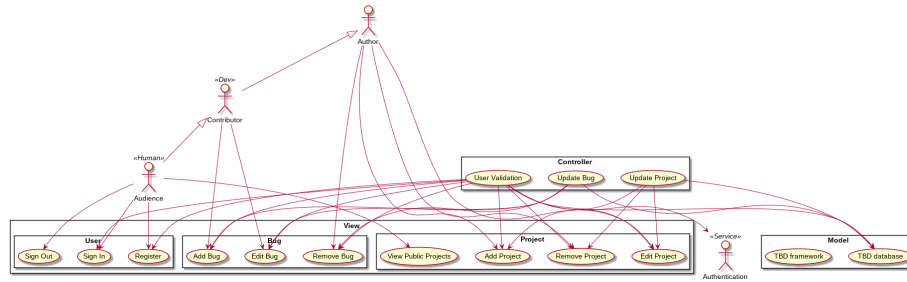 Author
«Dev»
Contributor
«Human»
Audience
Controller
User Validation
Update Bug
Update Project
View
User
Sign Out
Sign In
Register
Bug
Add Bug
Edit Bug
Remove Bug
Project
View Public Projects
Add Project
Remove Project
Edit Project
«Service»
Authentication
Model
TBD framework
TBD database